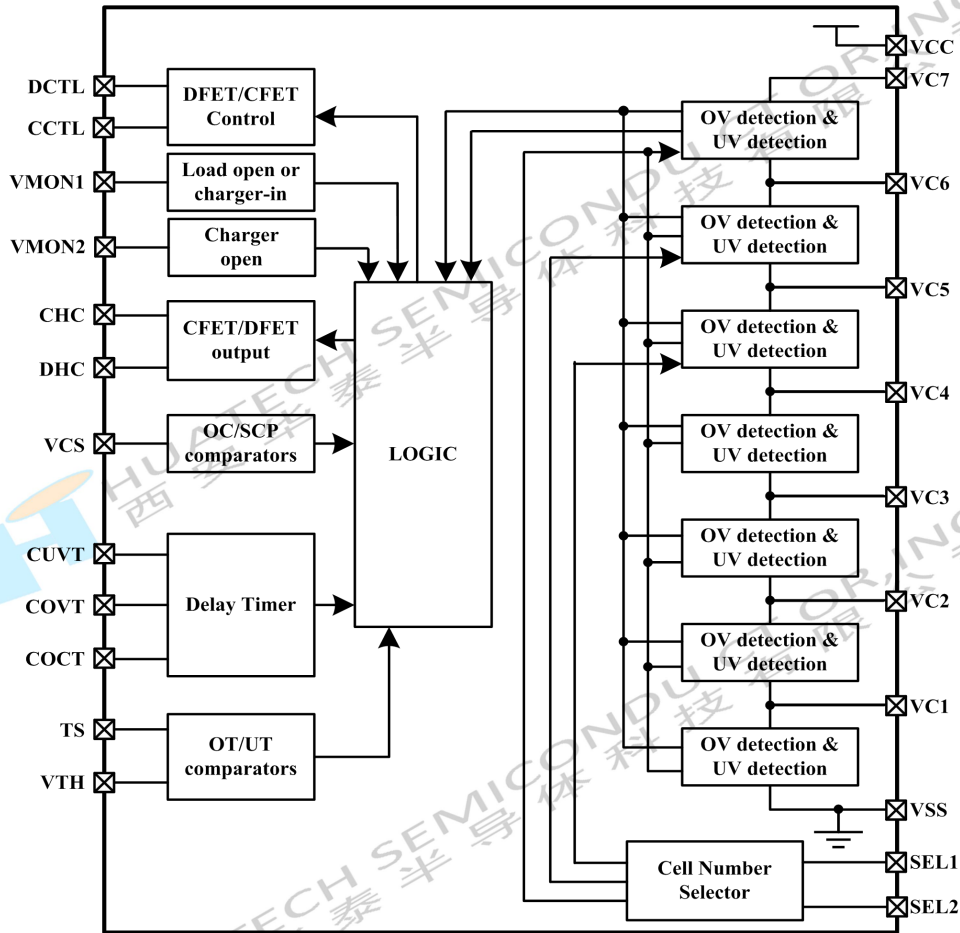 VCC
DCTL
DFET/CFET
Control
CCTL
VMON1
Load open or
charger-in
VMON2
Charger
open
CHC
CFET/DFET
output
DHC
VCS
OC/SCP
comparators
LOGIC
CUVT
COVT
Delay Timer
COCT
TS
OT/UT
comparators
VTH
VC7
OV detection &
UV detection
VC6
OV detection &
UV detection
VC5
OV detection &
UV detection
VC4
OV detection &
UV detection
VC3
OV detection &
UV detection
VC2
OV detection &
UV detection
VC1
OV detection &
UV detection
VSS
Cell Number
Selector
SEL1
SEL2
HUATECH SEMICONDUCTOR,INC